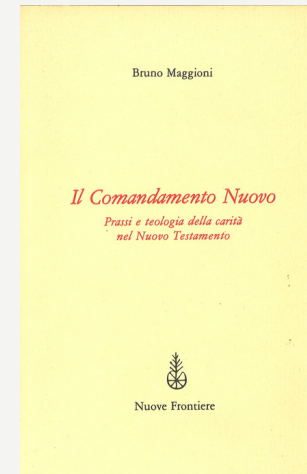 Bruno Maggioni
Il Comandamento Nuovo
Prassi e teologia della carità
nel Nuovo Testamento
Nuove Frontiere